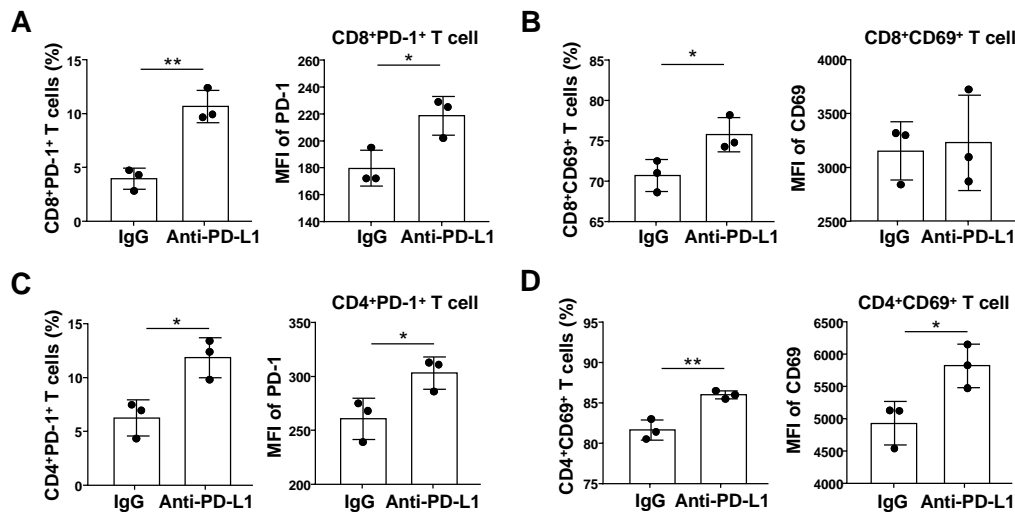 A
CD8⁺PD-1⁺ T cells (%)
15
10
5
0
**
IgG Anti-PD-L1
CD8⁺PD-1⁺ T cell
MFI of PD-1
260
240
220
200
180
160
140
*
IgG Anti-PD-L1
B
CD8⁺CD69⁺ T cells (%)
85
80
75
70
65
*
IgG Anti-PD-L1
CD8⁺CD69⁺ T cell
MFI of CD69
4000
3500
3000
2500
IgG Anti-PD-L1
C
CD4⁺PD-1⁺ T cells (%)
15
10
5
0
*
IgG Anti-PD-L1
CD4⁺PD-1⁺ T cell
MFI of PD-1
350
300
250
200
*
IgG Anti-PD-L1
D
CD4⁺CD69⁺ T cells (%)
95
90
85
80
75
**
IgG Anti-PD-L1
CD4⁺CD69⁺ T cell
MFI of CD69
6500
6000
5500
5000
4500
4000
*
IgG Anti-PD-L1